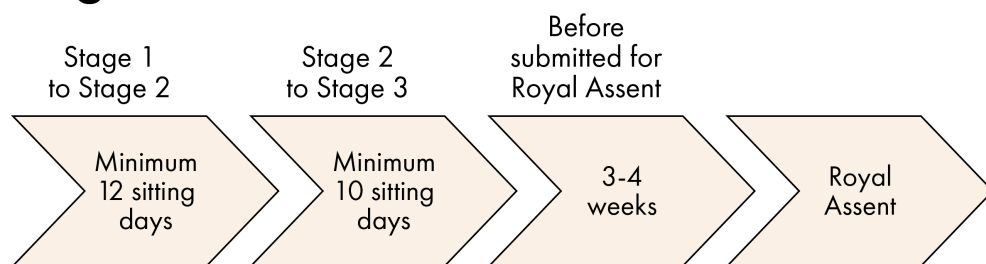 Stage 1
to Stage 2
Minimum
12 sitting
days
Stage 2
to Stage 3
Minimum
10 sitting
days
Before
submitted for
Royal Assent
3-4
weeks
Royal
Assent